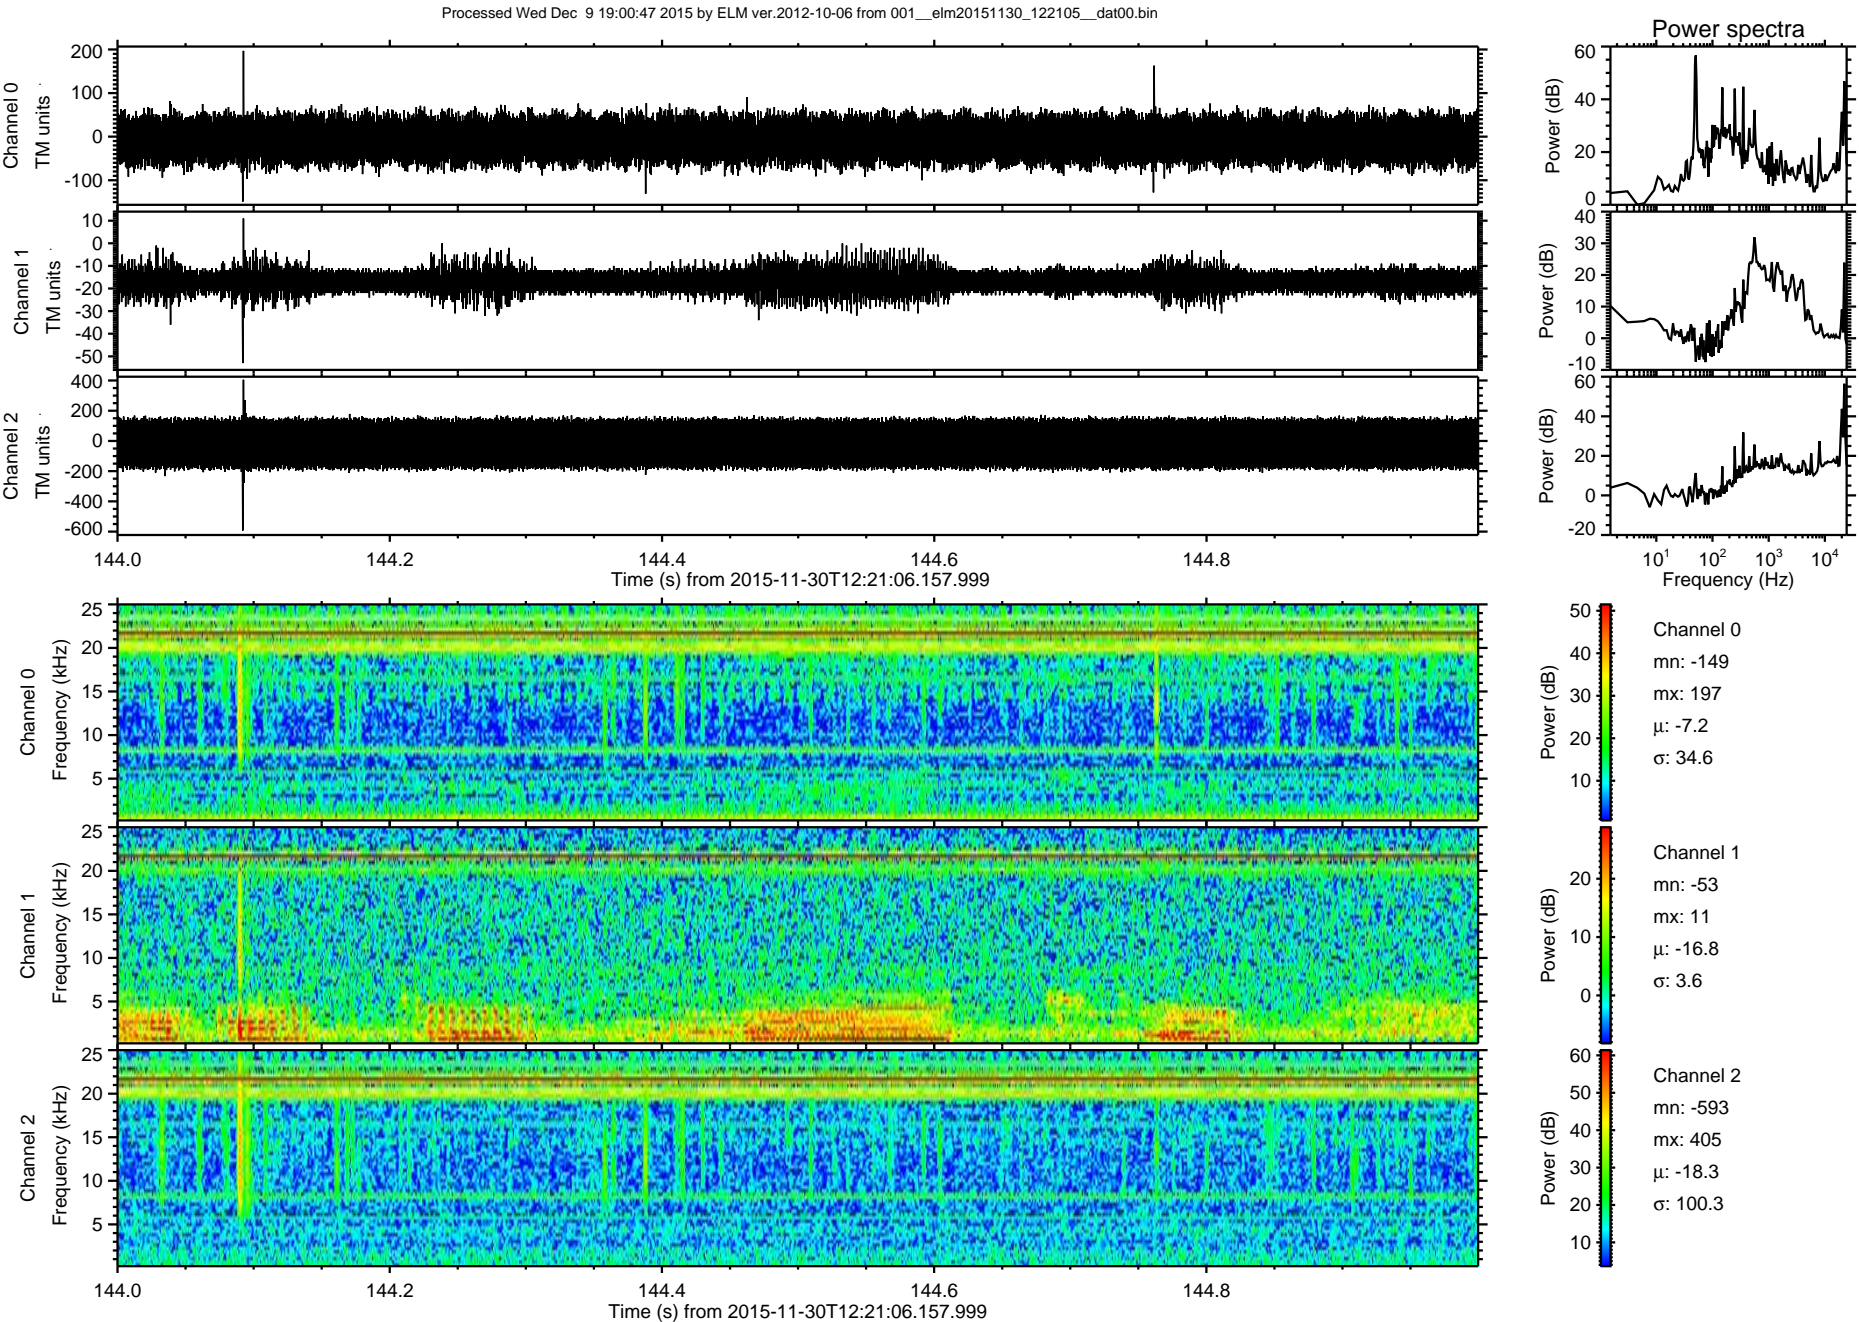 Processed Wed Dec  9 19:00:47 2015 by ELM ver.2012-10-06 from 001__elm20151130_122105__dat00.bin
Power spectra
Channel 0
TM units
200
100
0
-100
Power (dB)
60
40
20
0
Channel 1
TM units
10
0
-10
-20
-30
-40
-50
Power (dB)
40
30
20
10
0
-10
Channel 2
TM units
400
200
0
-200
-400
-600
Power (dB)
60
40
20
0
-20
144.0 144.2 144.4 144.6 144.8
Time (s) from 2015-11-30T12:21:06.157.999
10¹ 10² 10³ 10⁴
Frequency (Hz)
Channel 0
Frequency (kHz)
25
20
15
10
5
Power (dB)
50
40
30
20
10
Channel 0
mn: -149
mx: 197
μ: -7.2
σ: 34.6
Channel 1
Frequency (kHz)
25
20
15
10
5
Power (dB)
20
10
0
Channel 1
mn: -53
mx: 11
μ: -16.8
σ: 3.6
Channel 2
Frequency (kHz)
25
20
15
10
5
Power (dB)
60
50
40
30
20
10
Channel 2
mn: -593
mx: 405
μ: -18.3
σ: 100.3
144.0 144.2 144.4 144.6 144.8
Time (s) from 2015-11-30T12:21:06.157.999